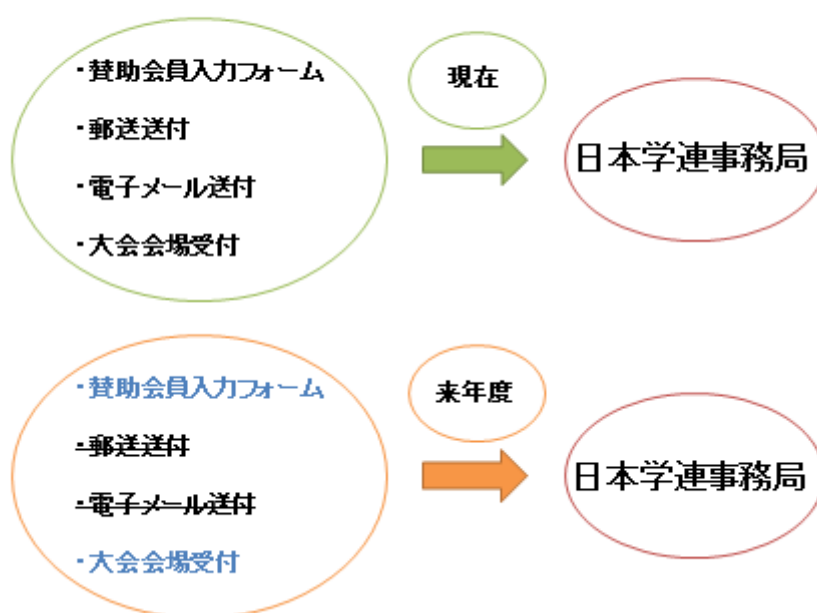 ・賛助会員入力フォーム
・郵送送付
・電子メール送付
・大会会場受付
現在
日本学連事務局
・賛助会員入力フォーム
・郵送送付
・電子メール送付
・大会会場受付
来年度
日本学連事務局